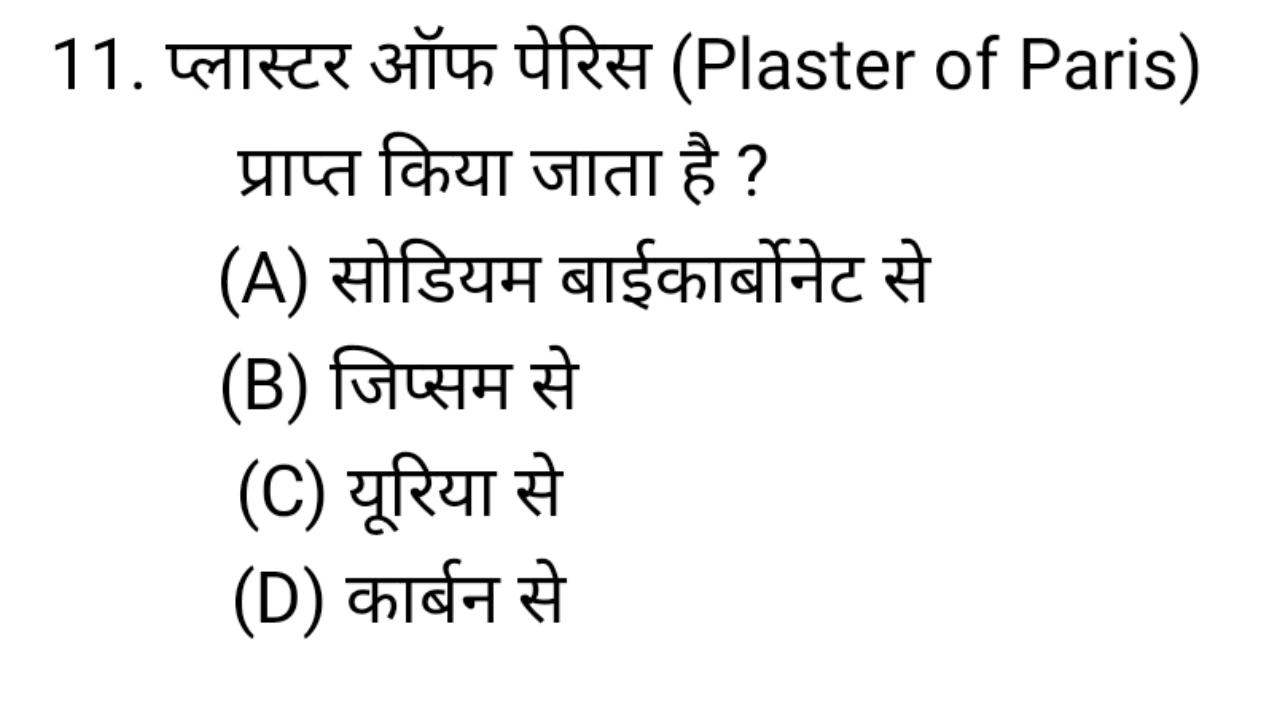 11. प्लास्टर ऑफ पेरिस (Plaster of Paris)
प्राप्त किया जाता है ?
(A) सोडियम बाईकार्बोनेट से
(B) जिप्सम से
(C) यूरिया से
(D) कार्बन से